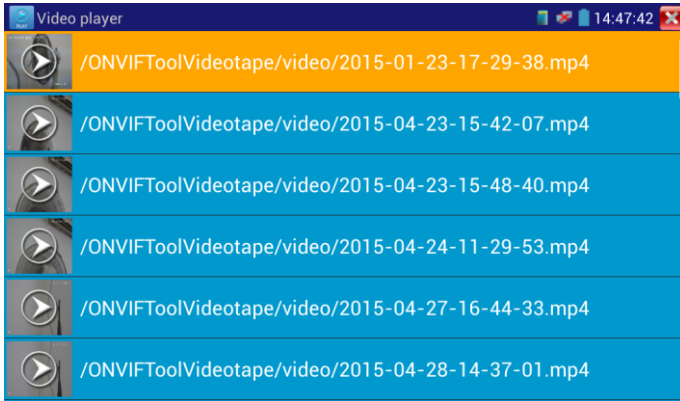 PLAY
Video player
14:47:42
/ONVIFToolVideotape/video/2015-01-23-17-29-38.mp4
/ONVIFToolVideotape/video/2015-04-23-15-42-07.mp4
/ONVIFToolVideotape/video/2015-04-23-15-48-40.mp4
/ONVIFToolVideotape/video/2015-04-24-11-29-53.mp4
/ONVIFToolVideotape/video/2015-04-27-16-44-33.mp4
/ONVIFToolVideotape/video/2015-04-28-14-37-01.mp4